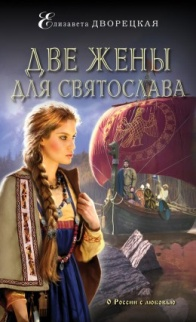 Елизавета ДВОРЕЦКАЯ
ДВЕ ЖЕНЫ
ДЛЯ СВЯТОСЛАВА
О России с любовью